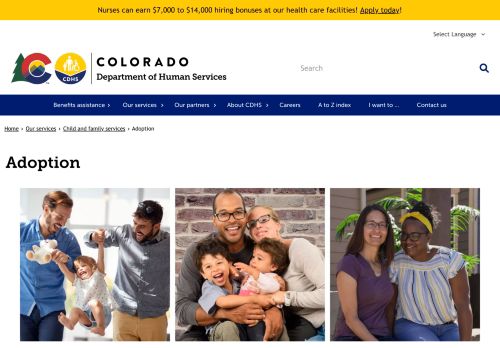 Nurses can earn $7,000 to $14,000 hiring bonuses at our health care facilities! Apply today!
Select Language
COLORADO
Department of Human Services
CDHS
Search
Benefits assistance Our services Our partners About CDHS Careers A to Z index I want to ... Contact us
Home › Our services › Child and family services › Adoption
Adoption